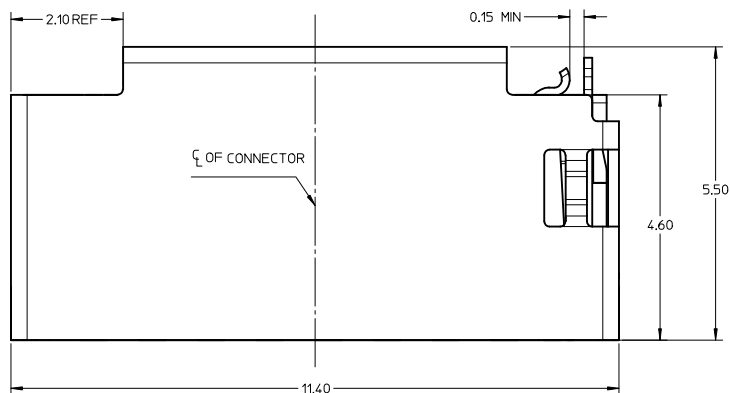 2.10 REF
0.15 MIN
℄ OF CONNECTOR
5.50
4.60
11.40